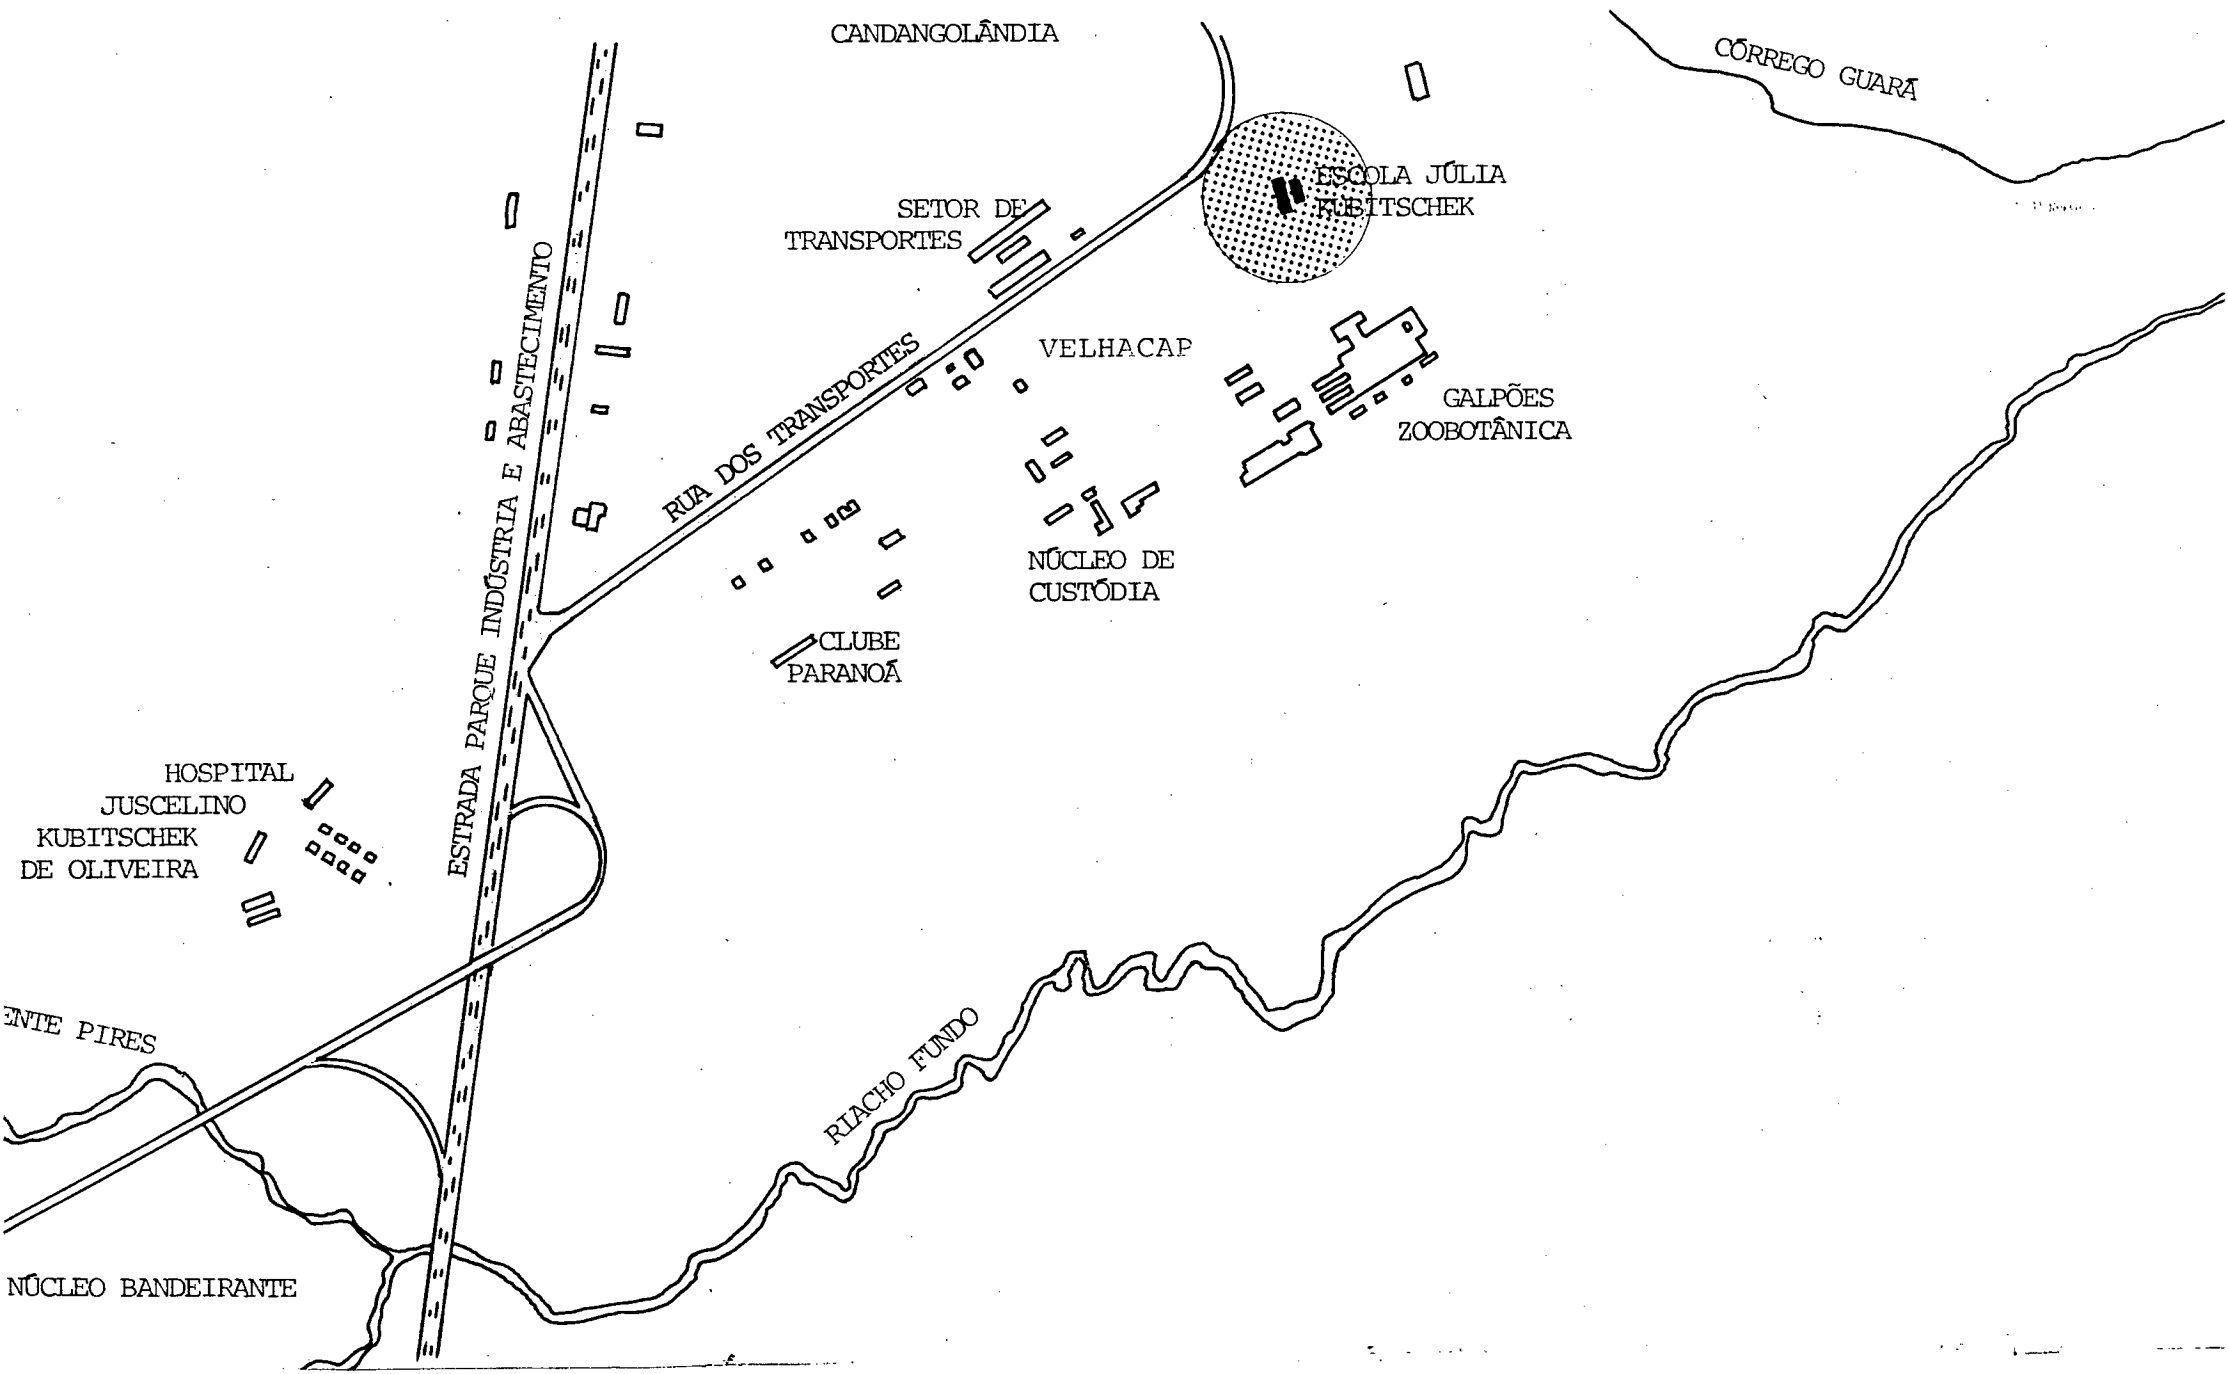 CANDANGOLÂNDIA
CÓRREGO GUARÁ
ESCOLA JÚLIA
KUBITSCHEK
SETOR DE
TRANSPORTES
ESTRADA PARQUE INDÚSTRIA E ABASTECIMENTO
RUA DOS TRANSPORTES
VELHACAP
GALPÕES
ZOOBOTÂNICA
NÚCLEO DE
CUSTÓDIA
CLUBE
PARANOÁ
HOSPITAL
JUSCELINO
KUBITSCHEK
DE OLIVEIRA
ENTE PIRES
RIACHO FUNDO
NÚCLEO BANDEIRANTE